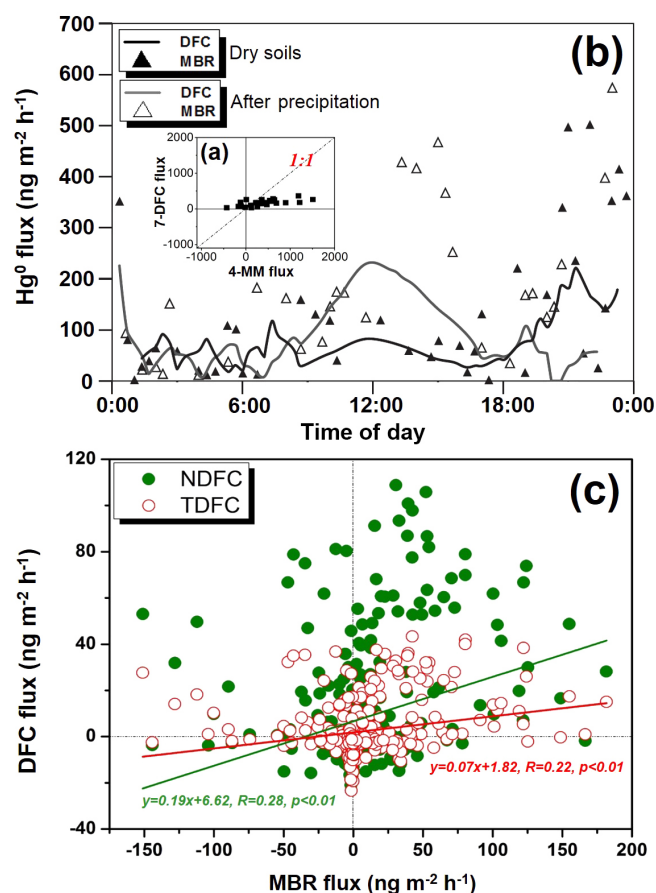 700
600
500
400
300
200
100
0
Hg⁰ flux (ng m⁻² h⁻¹)
DFC
MBR
Dry soils
DFC
MBR
After precipitation
(b)
2000
1000
0
-1000
7-DFC flux
(a)
1:1
-1000 0 1000 2000
4-MM flux
0:00 6:00 12:00 18:00 0:00
Time of day
120
80
40
0
-40
DFC flux (ng m⁻² h⁻¹)
NDFC
TDFC
(c)
y=0.07x+1.82, R=0.22, p<0.01
y=0.19x+6.62, R=0.28, p<0.01
-150 -100 -50 0 50 100 150 200
MBR flux (ng m⁻² h⁻¹)